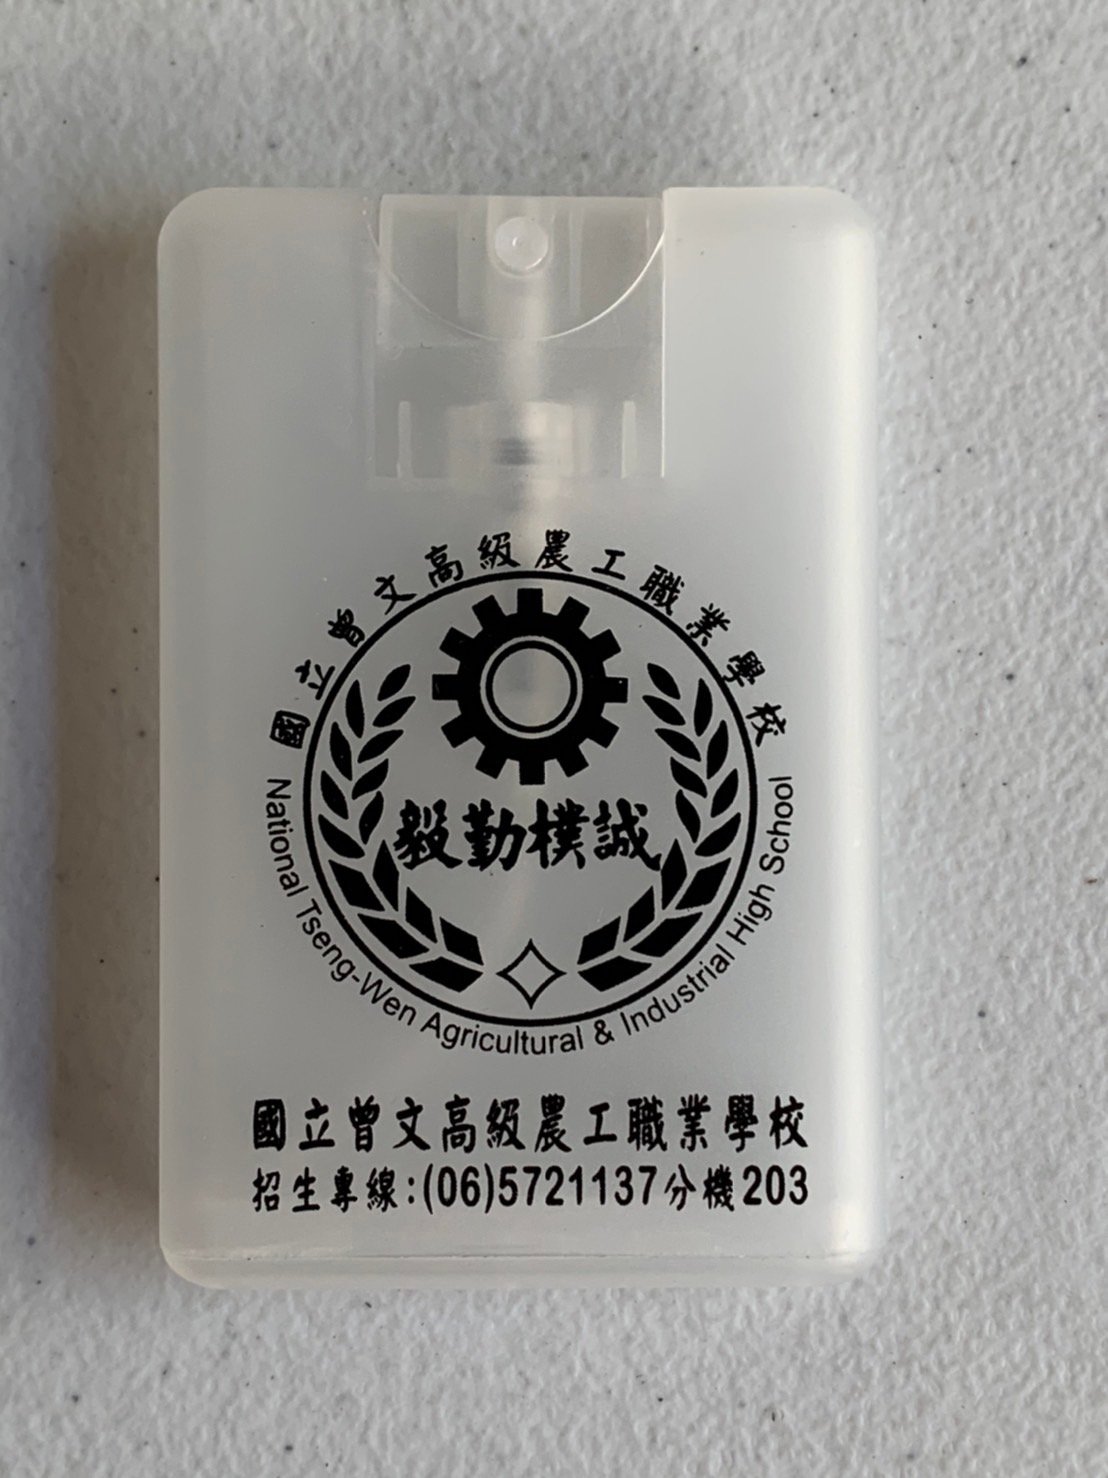 國立曾文高級農工職業學校
毅勤樸誠
National Tseng-Wen Agricultural & Industrial High School
國立曾文高級農工職業學校
招生專線:(06)5721137分機203